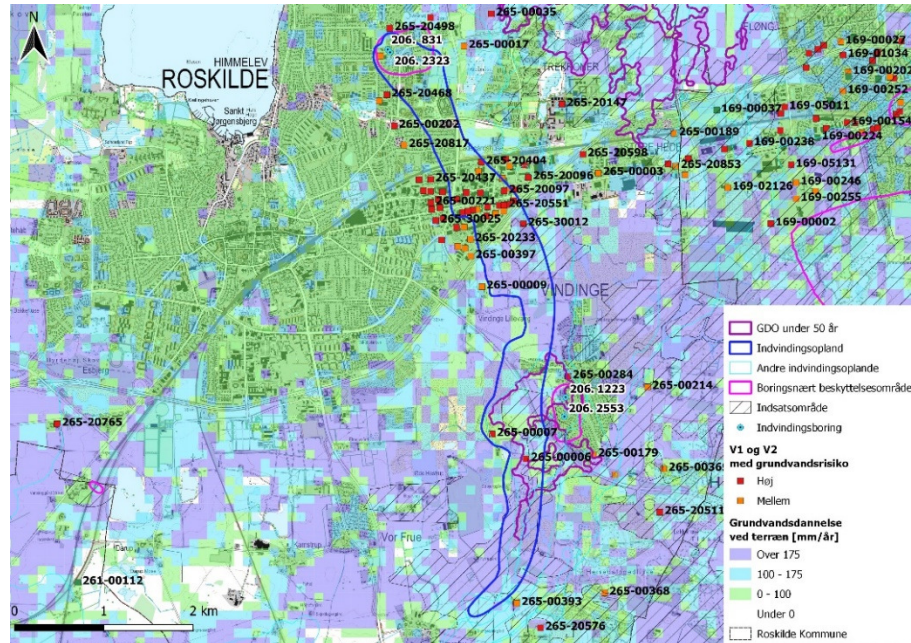 N
HIMMELEV
ROSKILDE
Sankt
Jørgensbjerg
265-20498
206. 831
206. 2323
265-00035
265-00017
TREKRONER
265-20147
265-20468
265-00202
265-20817
265-20404
265-20437
265-20096
265-20097
265-00221
265-20551
265-30025
265-30012
265-20233
265-00397
265-20598
265-00003
265-00189
265-20853
169-00027
169-01034
169-00202
169-00252
169-00037
169-05011
169-00154
169-00238
169-00224
169-05131
169-02126
169-00246
169-00255
169-00002
265-00009
VINDINGE
Vindinge Lillevang
265-00284
206. 1223
206. 2553
265-00214
265-00007
265-00006
265-00179
265-20765
265-20511
Vor Frue
Darup
261-00112
265-00393
265-00368
265-20576
0 1 2 km
GDO under 50 år
Indvindingsopland
Andre indvindingsoplande
Boringsnært beskyttelsesområde
Indsatsområde
Indvindingsboring
V1 og V2
med grundvandsrisiko
Høj
Mellem
Grundvandsdannelse
ved terræn [mm/år]
Over 175
100 - 175
0 - 100
Under 0
Roskilde Kommune